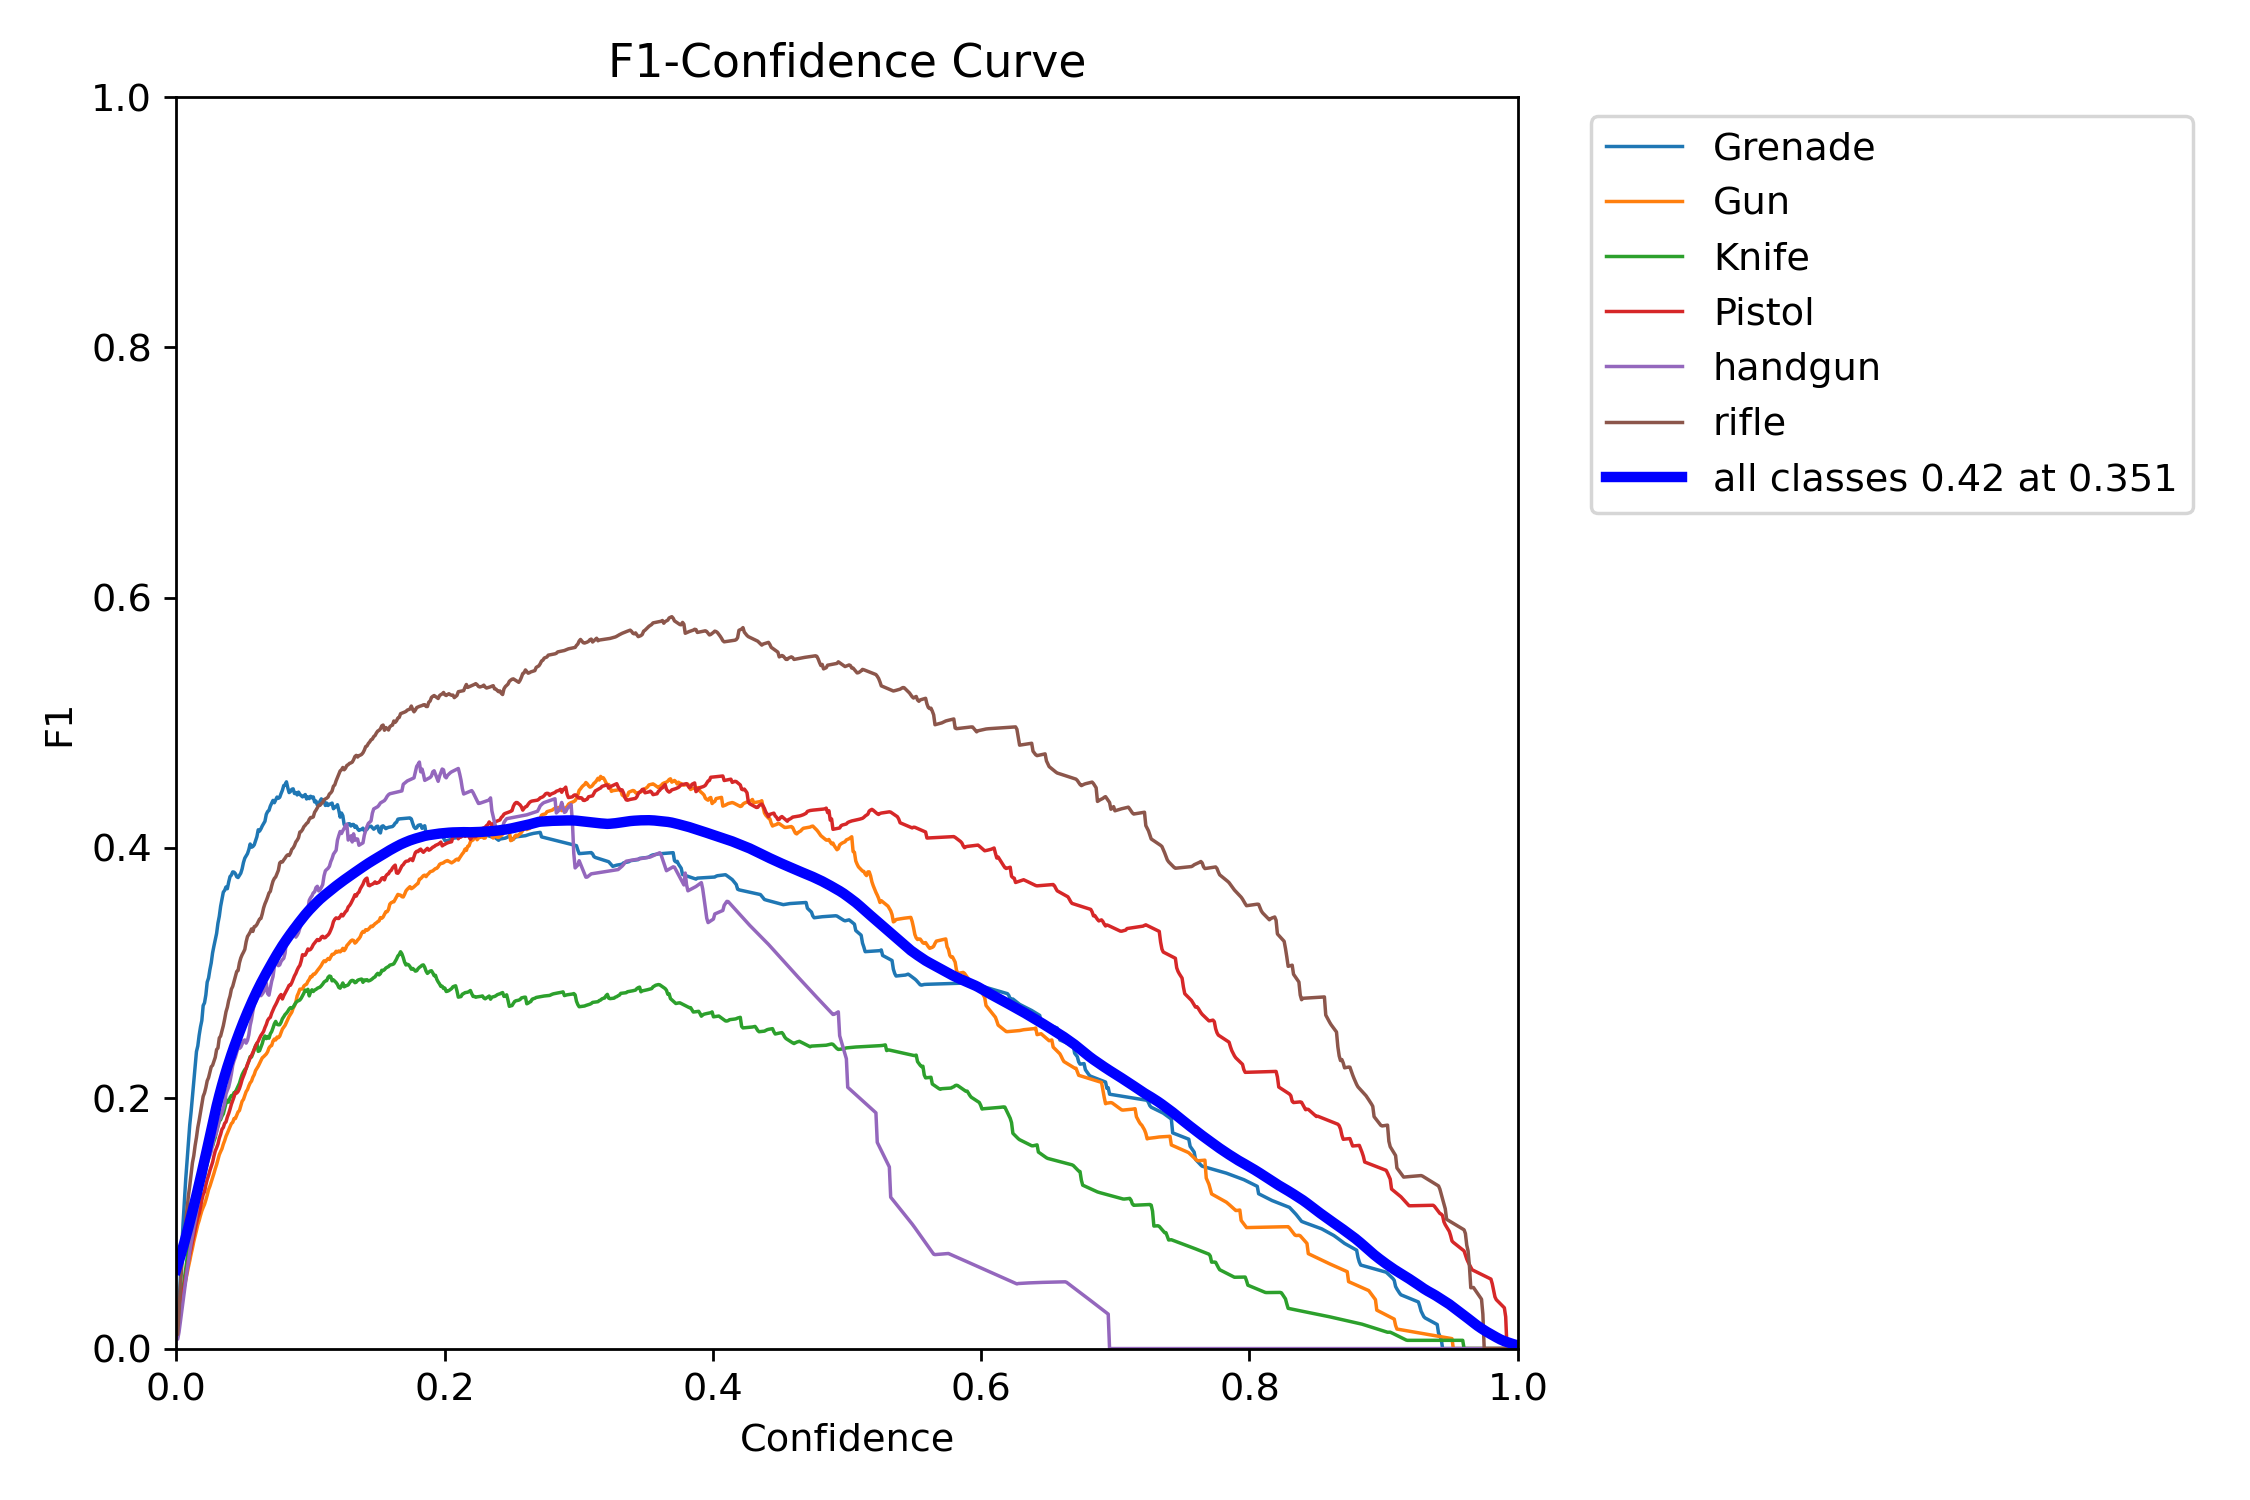 F1-Confidence Curve
1.0
0.8
0.6
0.4
0.2
0.0
F1
0.0 0.2 0.4 0.6 0.8 1.0
Confidence
Grenade
Gun
Knife
Pistol
handgun
rifle
all classes 0.42 at 0.351